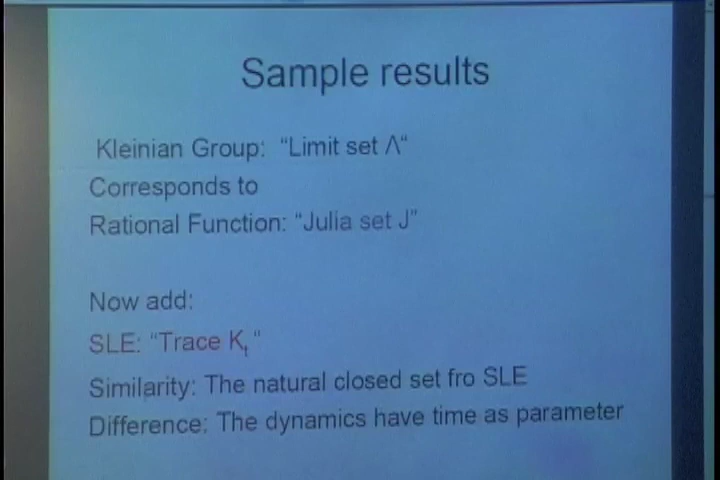 Sample results
Kleinian Group: "Limit set Λ"
Corresponds to
Rational Function: "Julia set J"
Now add:
SLE: "Trace Kt"
Similarity: The natural closed set fro SLE
Difference: The dynamics have time as parameter